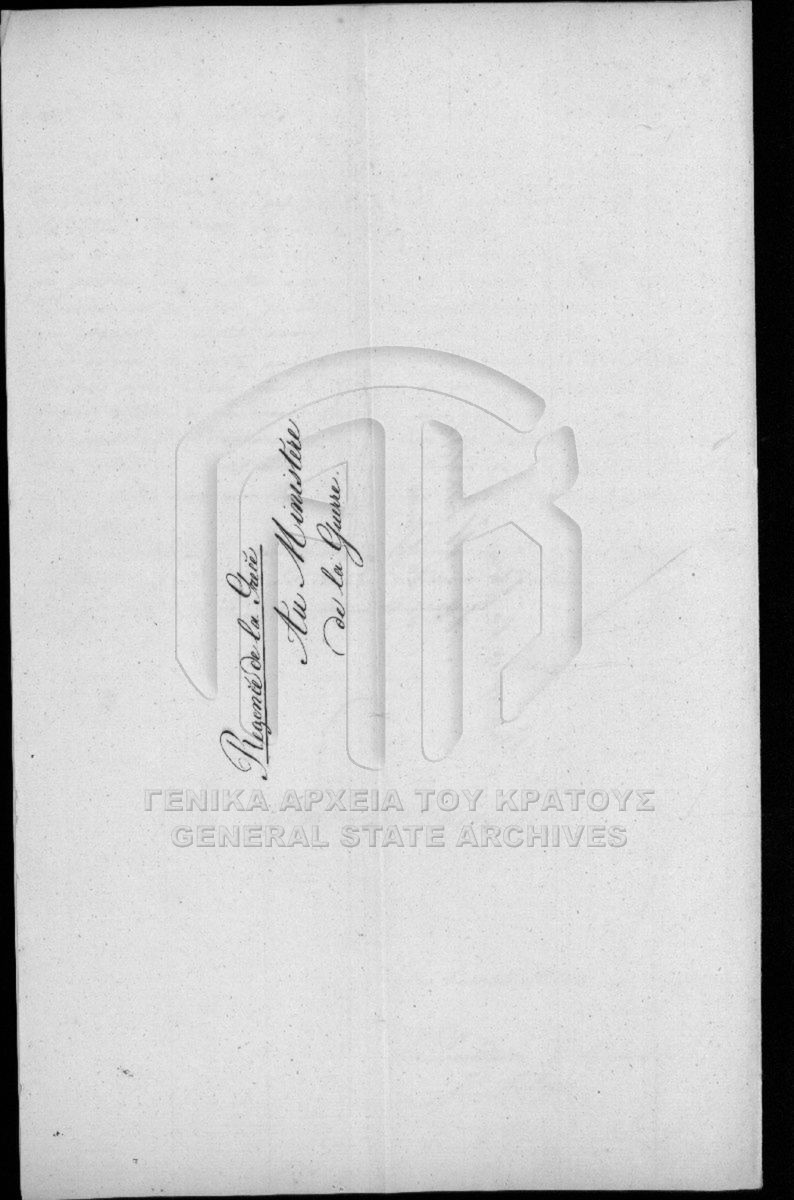 Régence de la Grèce
Au Ministère
de la Guerre.
ΓΕΝΙΚΑ ΑΡΧΕΙΑ ΤΟΥ ΚΡΑΤΟΥΣ
GENERAL STATE ARCHIVES